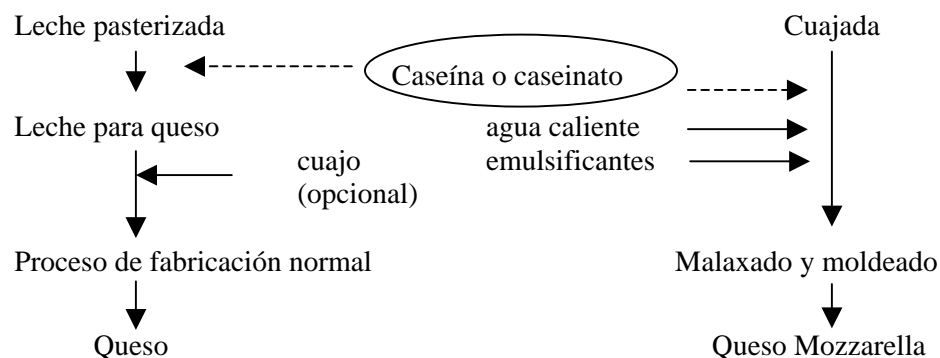 Leche pasterizada
Cuajada
Caseína o caseinato
Leche para queso
agua caliente
cuajo
emulsificantes
(opcional)
Proceso de fabricación normal
Malaxado y moldeado
Queso
Queso Mozzarella